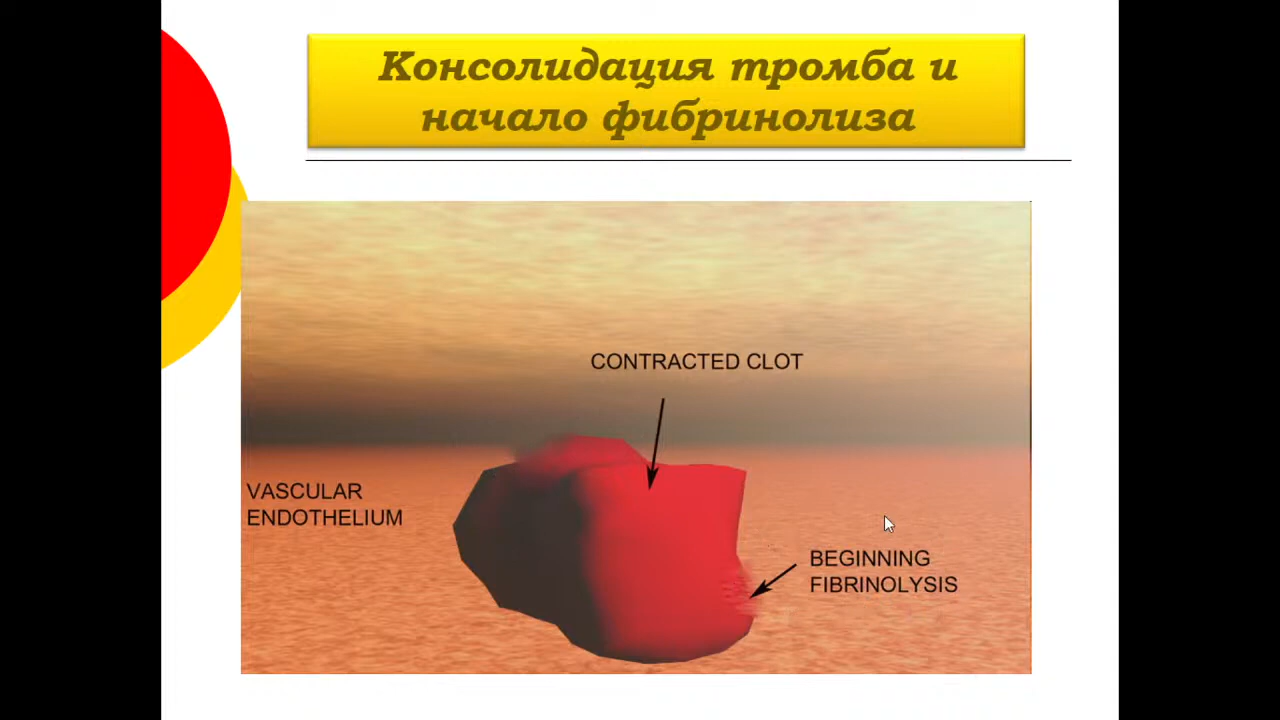 Консолидация тромба и
начало фибринолиза
CONTRACTED CLOT
VASCULAR
ENDOTHELIUM
BEGINNING
FIBRINOLYSIS